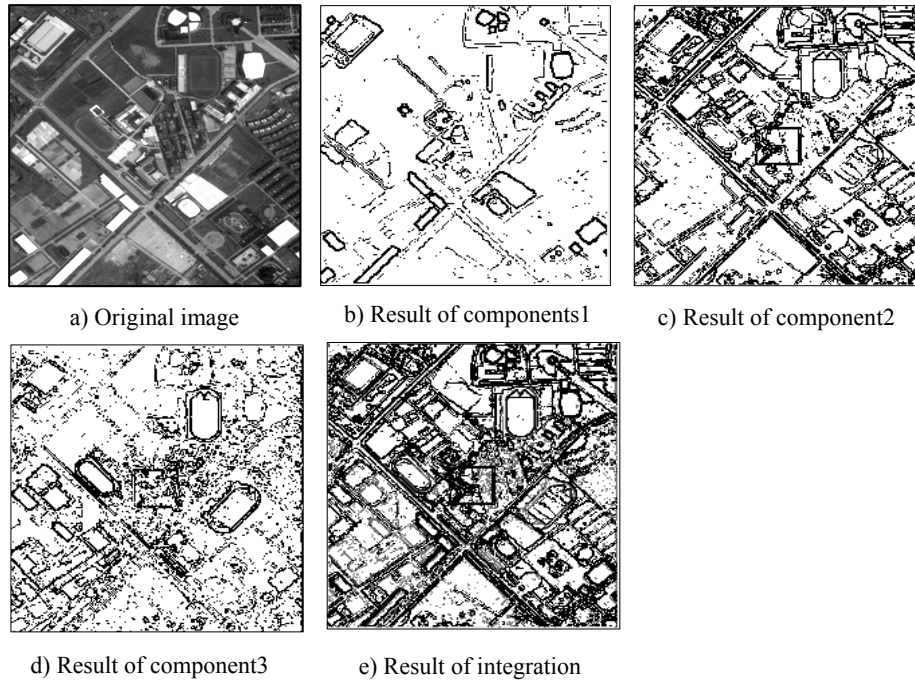 a) Original image
b) Result of components1
c) Result of component2
d) Result of component3
e) Result of integration